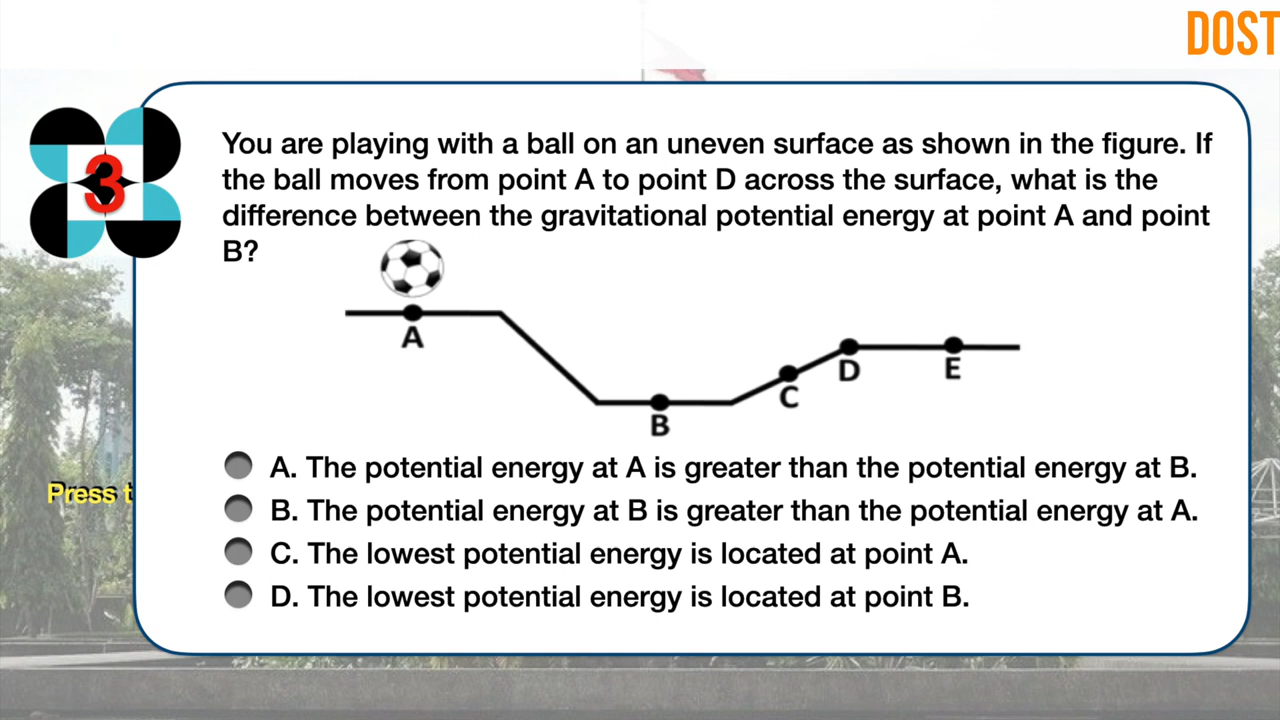 DOST
3
You are playing with a ball on an uneven surface as shown in the figure. If
the ball moves from point A to point D across the surface, what is the
difference between the gravitational potential energy at point A and point
B?
A
B
C
D
E
A. The potential energy at A is greater than the potential energy at B.
B. The potential energy at B is greater than the potential energy at A.
C. The lowest potential energy is located at point A.
D. The lowest potential energy is located at point B.
Press t